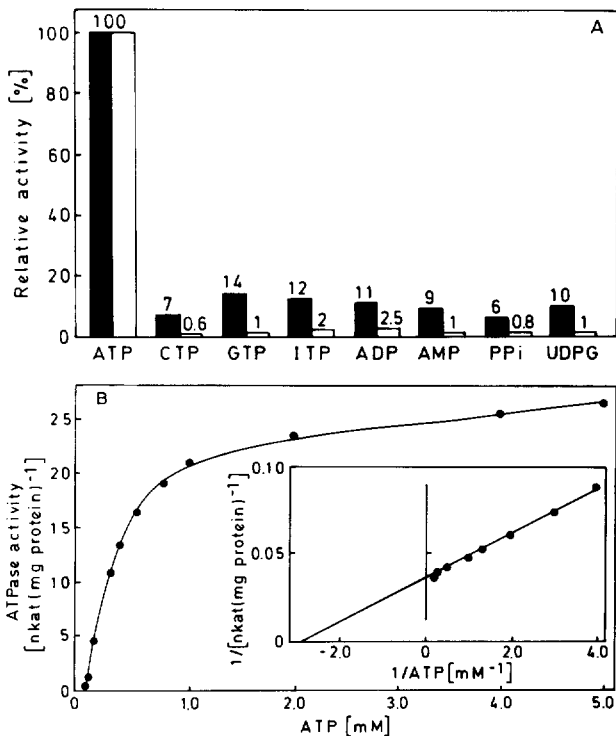 A
Relative activity [%]
100
80
60
40
20
0
100
7
0.6
14
1
12
2
11
2.5
9
1
6
0.8
10
1
ATP CTP GTP ITP ADP AMP PPi UDPG
B
ATPase activity
[nkat(mg protein)⁻¹]
25
20
15
10
5
0
1.0 2.0 3.0 4.0 5.0
ATP [mM]
1/[nkat(mg protein)⁻¹]
0.10
0.05
0
-2.0 0 2.0 4.0
1/ATP[mM⁻¹]